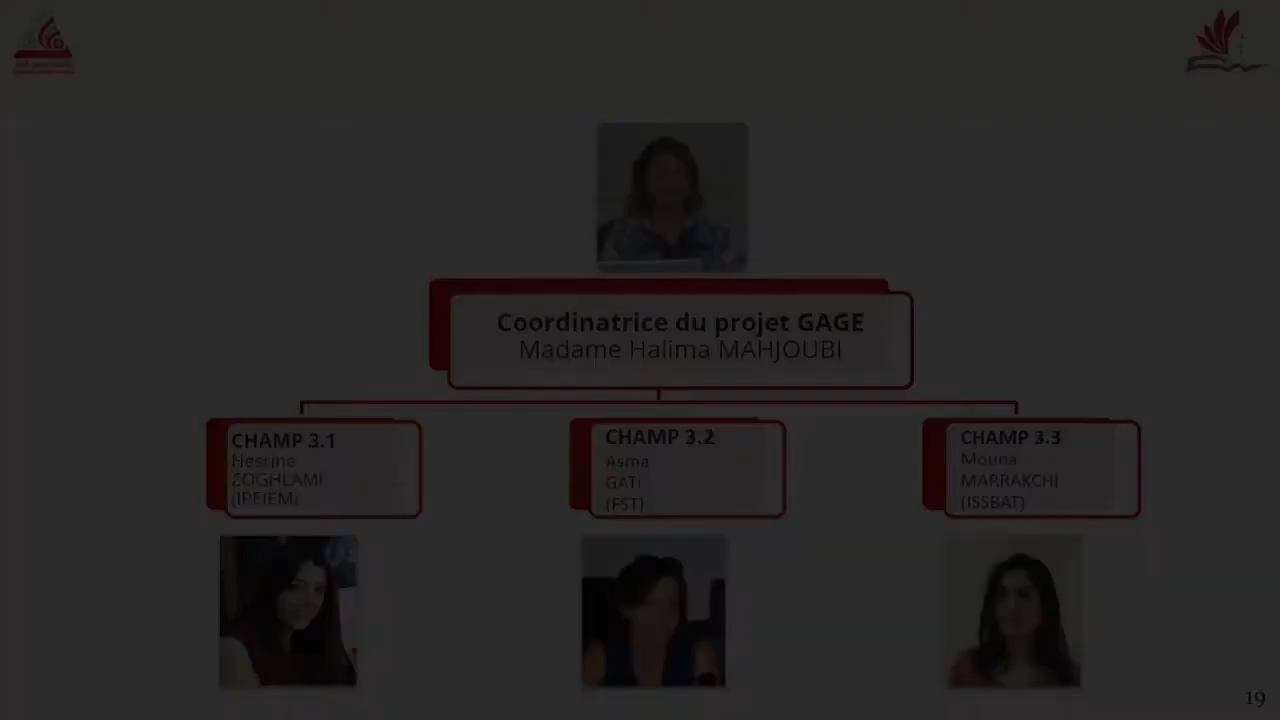 Coordinatrice du projet GAGE
Madame Halima MAHJOUBI
CHAMP 3.1
Nesrine
ZOGHLAMI
(IPEIEM)
CHAMP 3.2
Asma
GATI
(FST)
CHAMP 3.3
Mouna
MARRAKCHI
(ISSBAT)
19